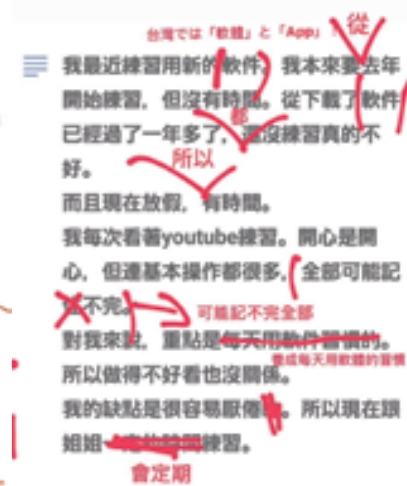 台湾では「軟體」と「App」!
從
我最近練習用新的軟件。我本來要去年
開始練習，但沒有時間。從下載了軟件
都
已經過了一年多了，還沒練習真的不
所以
好。
而且現在放假，有時間。
我每次看著youtube練習。開心是開
心，但連基本操作都很多，全部可能記
不完。
可能記不完全部
對我來說，重點是每天用軟件習慣的。
養成每天用軟體的習慣
所以做得不好看也沒關係。
我的缺點是很容易厭倦。所以現在跟
姐姐練習。
會定期